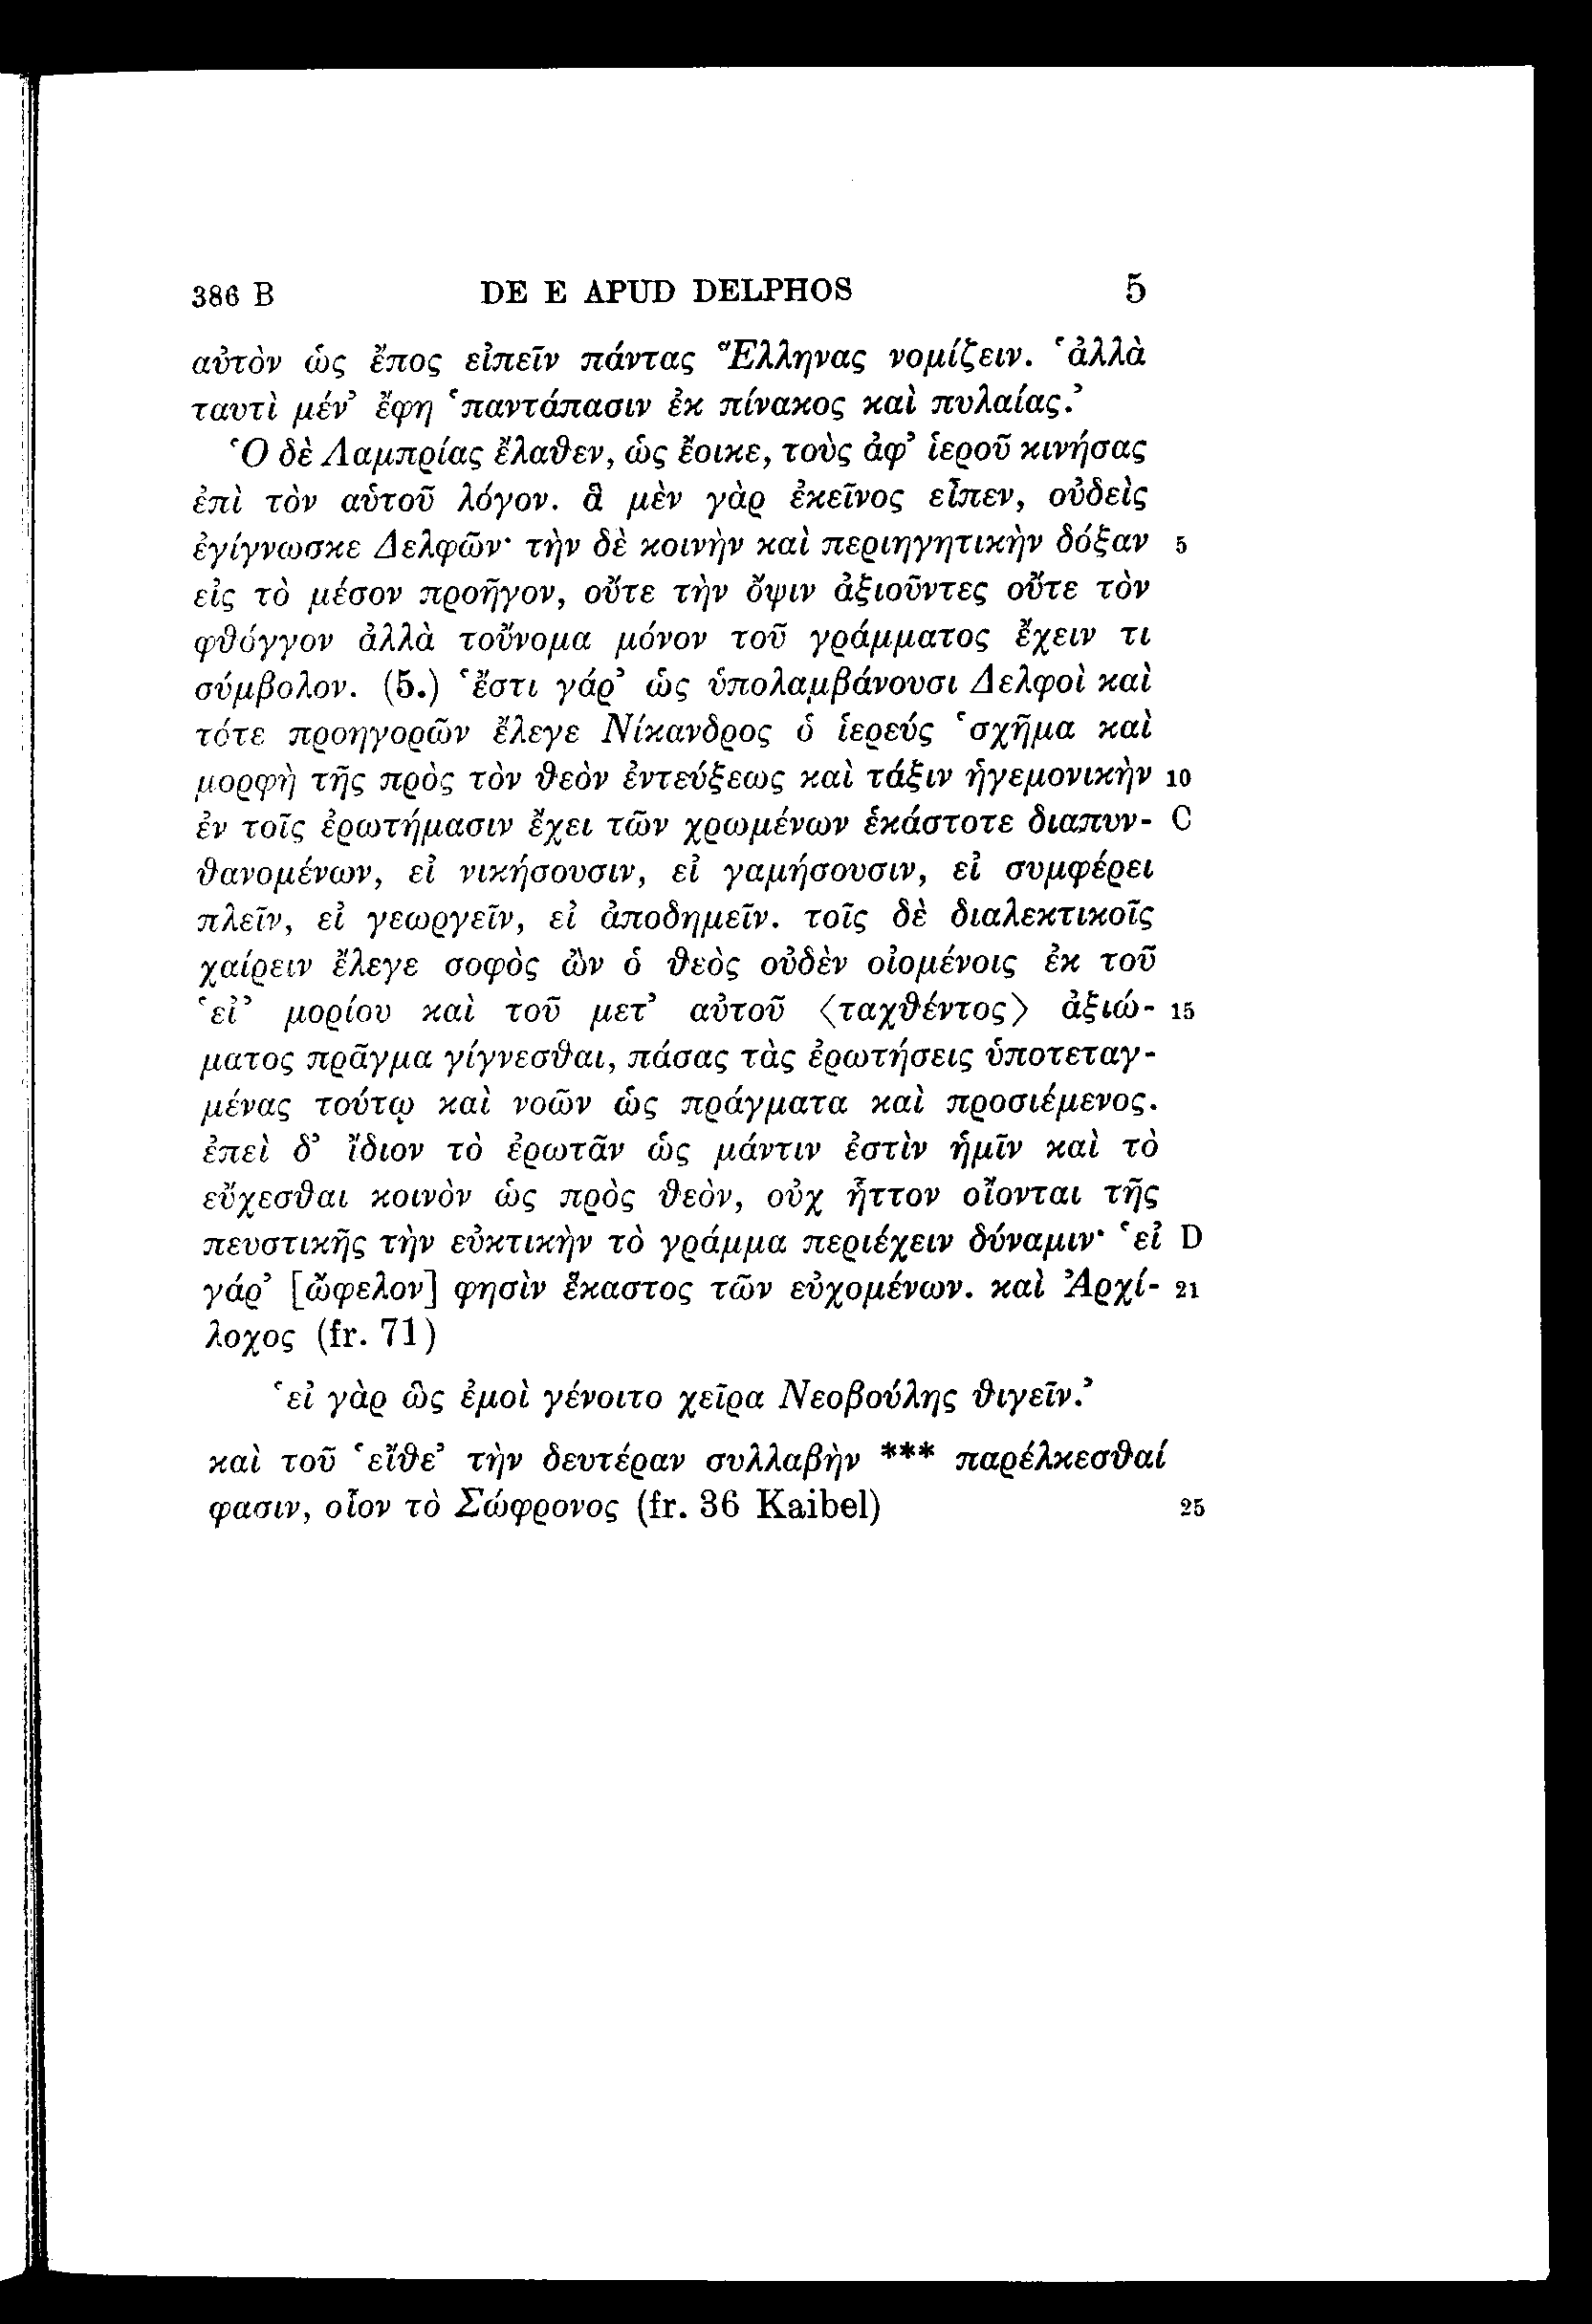 386 B DE E APUD DELPHOS 5
αὐτὸν ὡς ἔπος εἰπεῖν πάντας Ἕλληνας νομίζειν. ‘ἀλλὰ
ταυτὶ μέν’ ἔφη ‘παντάπασιν ἐκ πίνακος καὶ πυλαίας.’
Ὁ δὲ Λαμπρίας ἔλαθεν, ὡς ἔοικε, τοὺς ἀφ’ ἱεροῦ κινήσας
ἐπὶ τὸν αὑτοῦ λόγον. ἃ μὲν γὰρ ἐκεῖνος εἶπεν, οὐδεὶς
ἐγίγνωσκε Δελφῶν· τὴν δὲ κοινὴν καὶ περιηγητικὴν δόξαν 5
εἰς τὸ μέσον προῆγον, οὔτε τὴν ὄψιν ἀξιοῦντες οὔτε τὸν
φθόγγον ἀλλὰ τοὔνομα μόνον τοῦ γράμματος ἔχειν τι
σύμβολον. (5.) ‘ἔστι γάρ’ ὡς ὑπολαμβάνουσι Δελφοὶ καὶ
τότε προηγορῶν ἔλεγε Νίκανδρος ὁ ἱερεύς ‘σχῆμα καὶ
μορφὴ τῆς πρὸς τὸν θεὸν ἐντεύξεως καὶ τάξιν ἡγεμονικὴν 10
ἐν τοῖς ἐρωτήμασιν ἔχει τῶν χρωμένων ἑκάστοτε διαπυν- C
θανομένων, εἰ νικήσουσιν, εἰ γαμήσουσιν, εἰ συμφέρει
πλεῖν, εἰ γεωργεῖν, εἰ ἀποδημεῖν. τοῖς δὲ διαλεκτικοῖς
χαίρειν ἔλεγε σοφὸς ὢν ὁ θεὸς οὐδὲν οἰομένοις ἐκ τοῦ
‘εἰ’ μορίου καὶ τοῦ μετ’ αὐτοῦ ⟨ταχθέντος⟩ ἀξιώ- 15
ματος πρᾶγμα γίγνεσθαι, πάσας τὰς ἐρωτήσεις ὑποτεταγ-
μένας τούτῳ καὶ νοῶν ὡς πράγματα καὶ προσιέμενος.
ἐπεὶ δ’ ἴδιον τὸ ἐρωτᾶν ὡς μάντιν ἐστὶν ἡμῖν καὶ τὸ
εὔχεσθαι κοινὸν ὡς πρὸς θεὸν, οὐχ ἧττον οἴονται τῆς
πευστικῆς τὴν εὐκτικὴν τὸ γράμμα περιέχειν δύναμιν· ‘εἰ D
γάρ’ [ὤφελον] φησὶν ἕκαστος τῶν εὐχομένων. καὶ Ἀρχί- 21
λοχος (fr. 71)
‘εἰ γὰρ ὣς ἐμοὶ γένοιτο χεῖρα Νεοβούλης θιγεῖν.’
καὶ τοῦ ‘εἴθε’ τὴν δευτέραν συλλαβὴν *** παρέλκεσθαί
φασιν, οἷον τὸ Σώφρονος (fr. 36 Kaibel) 25